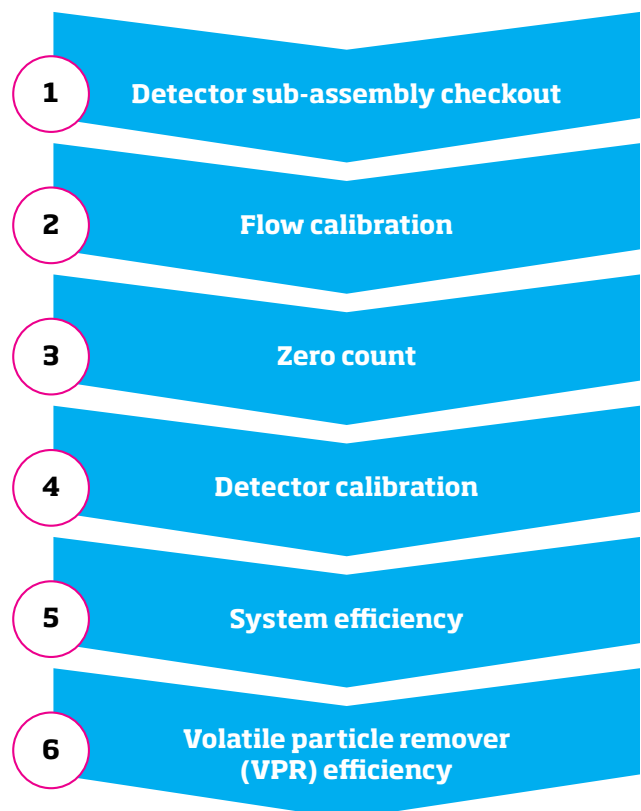 1
Detector sub-assembly checkout
2
Flow calibration
3
Zero count
4
Detector calibration
5
System efficiency
6
Volatile particle remover
(VPR) efficiency